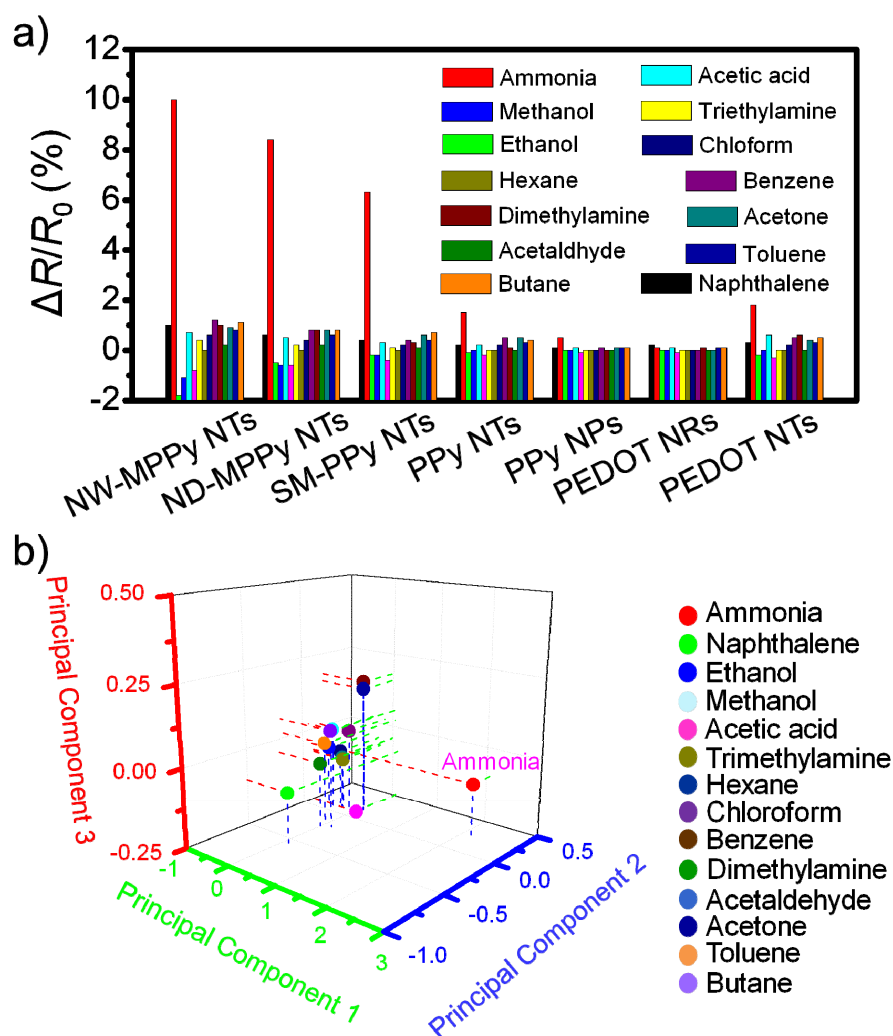 a)
12
10
8
6
4
2
0
-2
ΔR/R0 (%)
Ammonia
Methanol
Ethanol
Hexane
Dimethylamine
Acetaldhyde
Butane
Acetic acid
Triethylamine
Chloform
Benzene
Acetone
Toluene
Naphthalene
NW-MPPy NTs
ND-MPPy NTs
SM-PPy NTs
PPy NTs
PPy NPs
PEDOT NRs
PEDOT NTs
b)
Principal Component 3
0.50
0.25
0.00
-0.25
Ammonia
-1
0
1
2
3
Principal Component 1
0.5
0.0
-0.5
-1.0
Principal Component 2
Ammonia
Naphthalene
Ethanol
Methanol
Acetic acid
Trimethylamine
Hexane
Chloroform
Benzene
Dimethylamine
Acetaldehyde
Acetone
Toluene
Butane